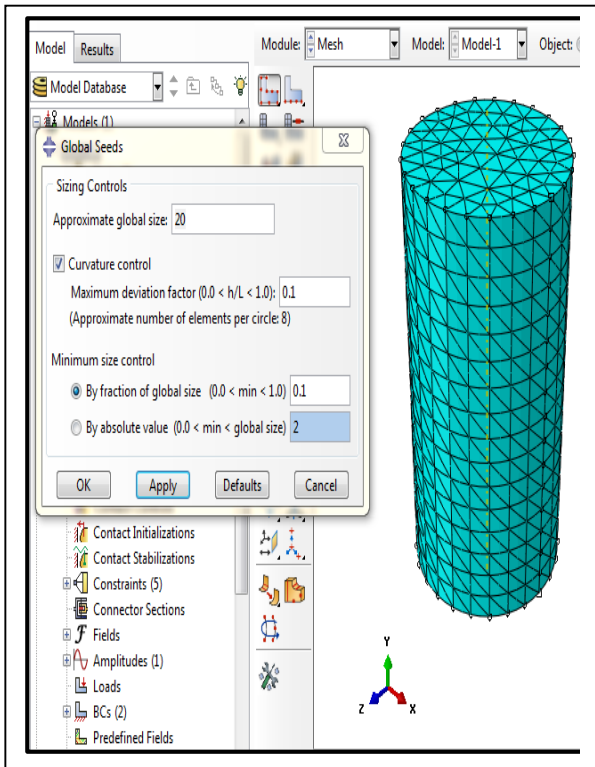 Model Results
Module: Mesh Model: Model-1 Object:
Model Database
Models (1)
Global Seeds
Sizing Controls
Approximate global size: 20
Curvature control
Maximum deviation factor (0.0 < h/L < 1.0): 0.1
(Approximate number of elements per circle: 8)
Minimum size control
By fraction of global size (0.0 < min < 1.0) 0.1
By absolute value (0.0 < min < global size) 2
OK Apply Defaults Cancel
Contact Initializations
Contact Stabilizations
Constraints (5)
Connector Sections
Fields
Amplitudes (1)
Loads
BCs (2)
Predefined Fields
Y
Z
X